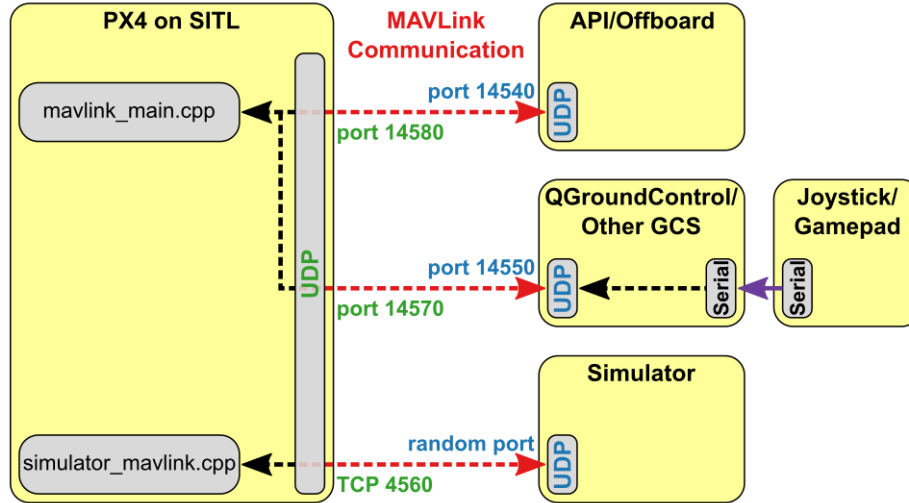 PX4 on SITL
MAVLink
Communication
API/Offboard
mavlink_main.cpp
port 14540
port 14580
UDP
UDP
QGroundControl/
Other GCS
Joystick/
Gamepad
port 14550
port 14570
UDP
Serial
Serial
Simulator
simulator_mavlink.cpp
random port
TCP 4560
UDP